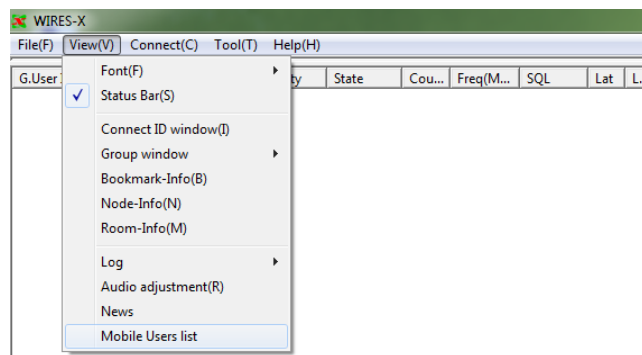 WIRES-X
File(F) View(V) Connect(C) Tool(T) Help(H)
G.User State Cou... Freq(M... SQL Lat L.
Font(F)
Status Bar(S)
Connect ID window(I)
Group window
Bookmark-Info(B)
Node-Info(N)
Room-Info(M)
Log
Audio adjustment(R)
News
Mobile Users list